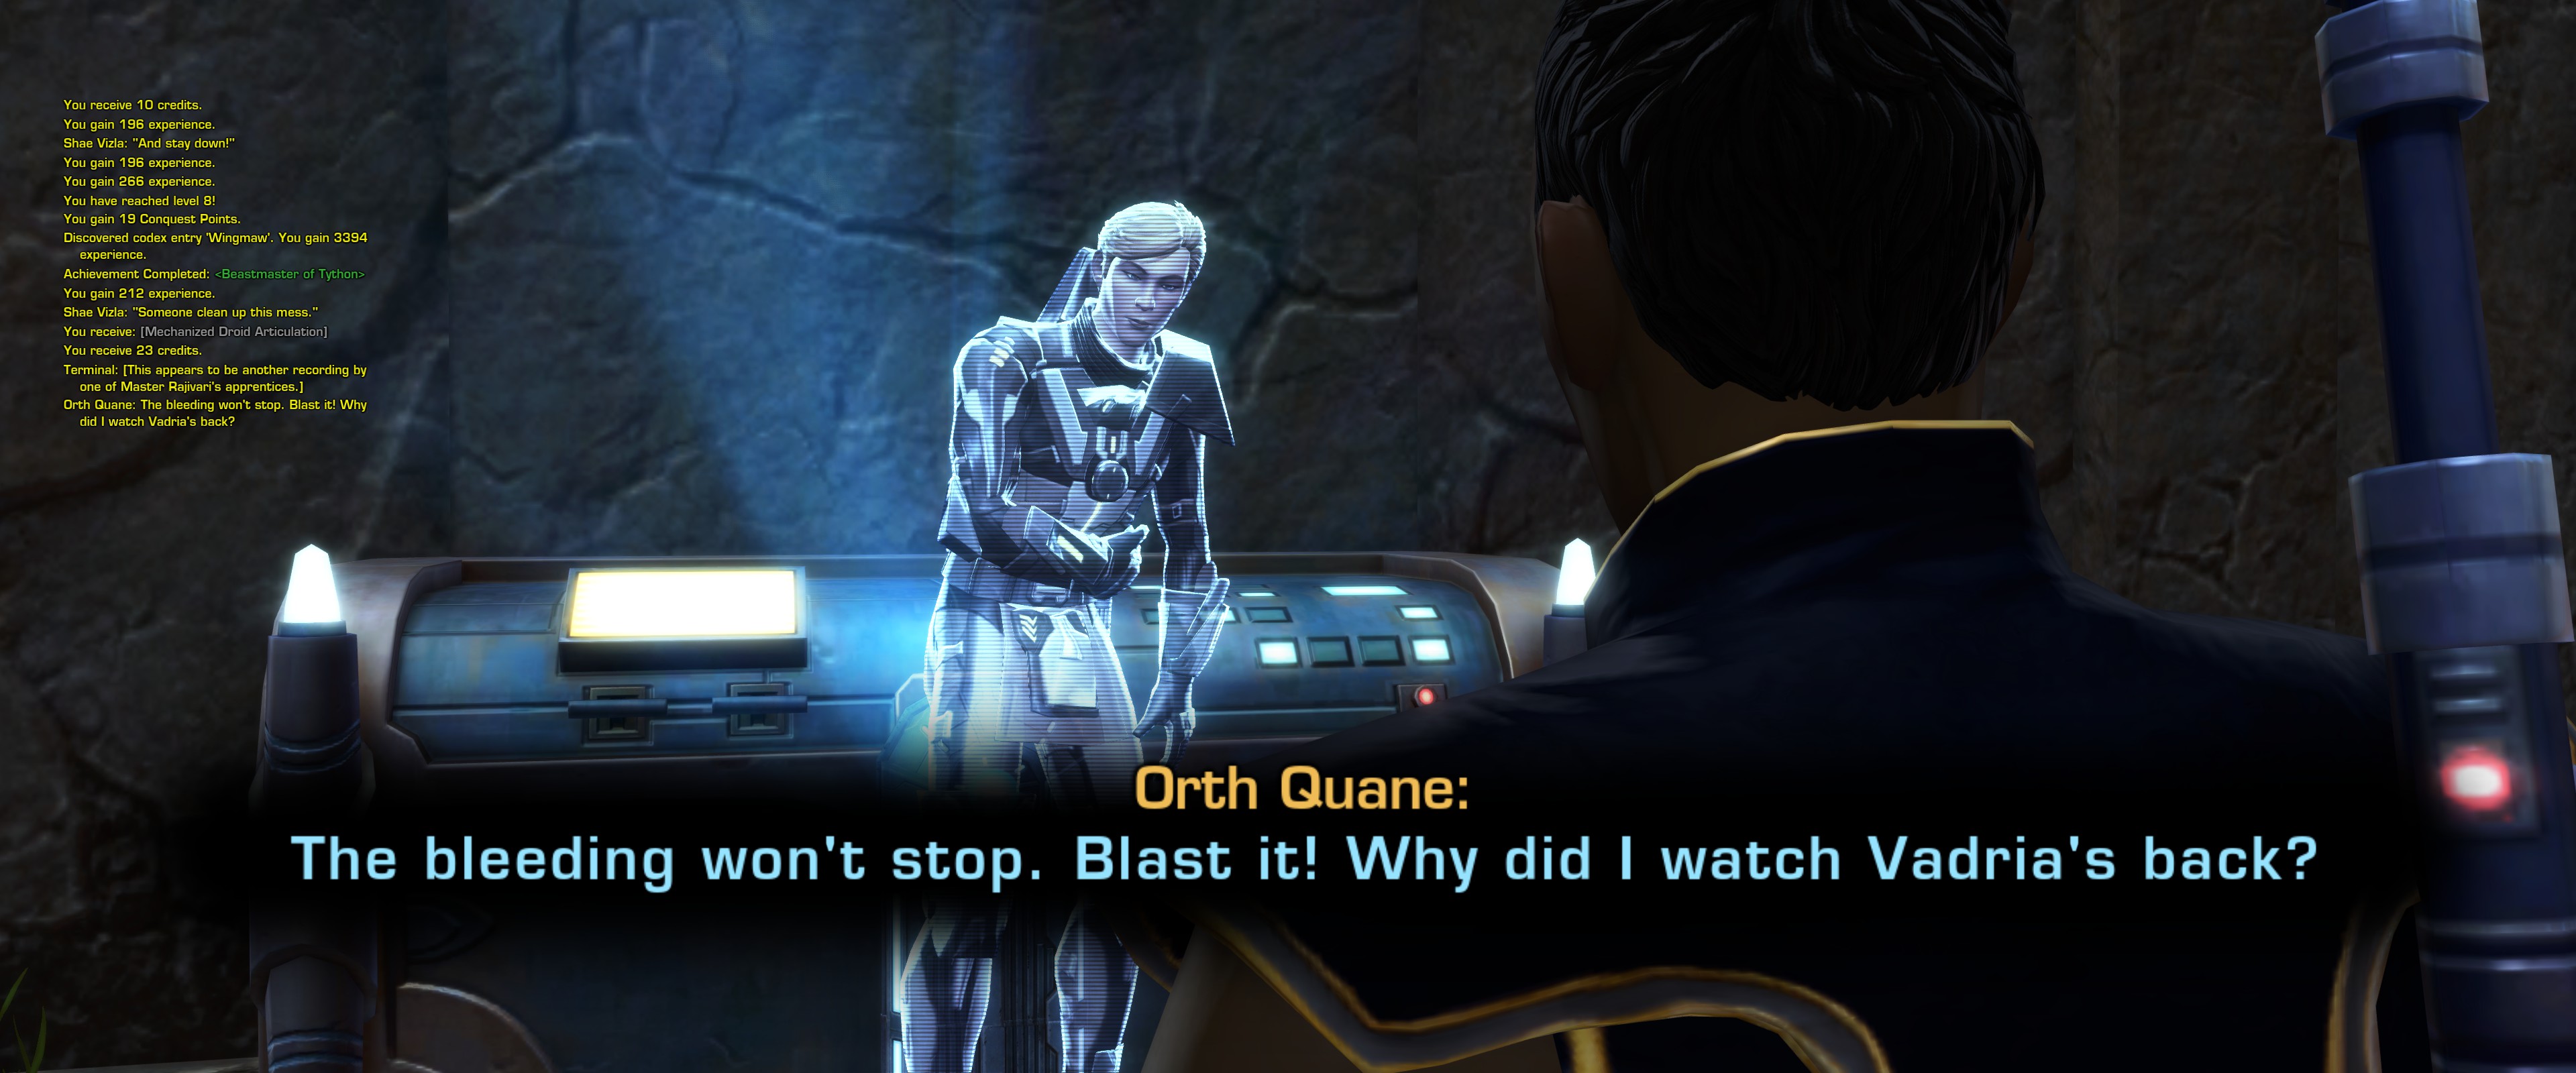 You receive 10 credits.
You gain 196 experience.
Shae Vizla: "And stay down!"
You gain 196 experience.
You gain 266 experience.
You have reached level 8!
You gain 19 Conquest Points.
Discovered codex entry 'Wingmaw'. You gain 3394
experience.
Achievement Completed: <Beastmaster of Tython>
You gain 212 experience.
Shae Vizla: "Someone clean up this mess."
You receive: [Mechanized Droid Articulation]
You receive 23 credits.
Terminal: [This appears to be another recording by
one of Master Rajivari's apprentices.]
Orth Quane: The bleeding won't stop. Blast it! Why
did I watch Vadria's back?
Orth Quane:
The bleeding won't stop. Blast it! Why did I watch Vadria's back?